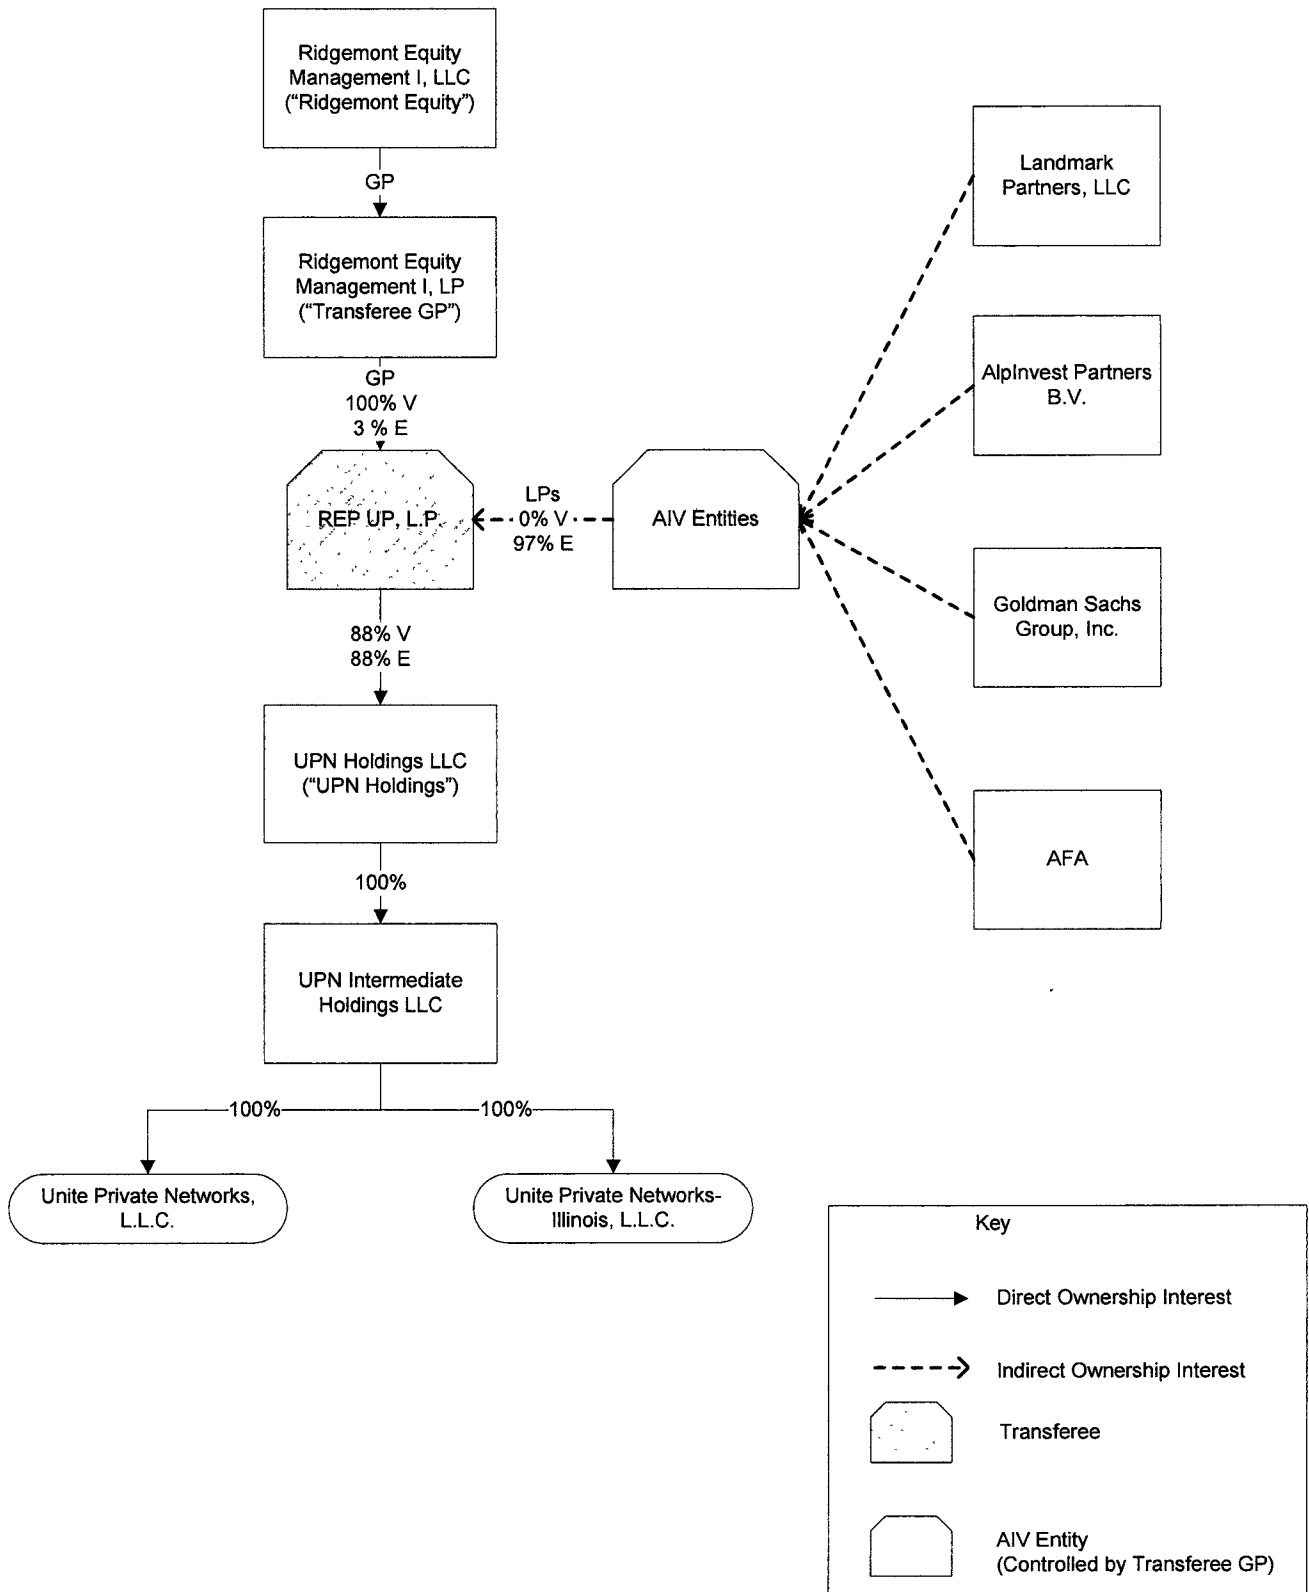 Ridgemont Equity
Management I, LLC
("Ridgemont Equity")
GP
Ridgemont Equity
Management I, LP
("Transferee GP")
GP
100% V
3 % E
REP UP, L.P
LPs
0% V
97% E
AIV Entities
Landmark
Partners, LLC
AlpInvest Partners
B.V.
Goldman Sachs
Group, Inc.
AFA
88% V
88% E
UPN Holdings LLC
("UPN Holdings")
100%
UPN Intermediate
Holdings LLC
100%
100%
Unite Private Networks,
L.L.C.
Unite Private Networks-
Illinois, L.L.C.
Key
Direct Ownership Interest
Indirect Ownership Interest
Transferee
AIV Entity
(Controlled by Transferee GP)